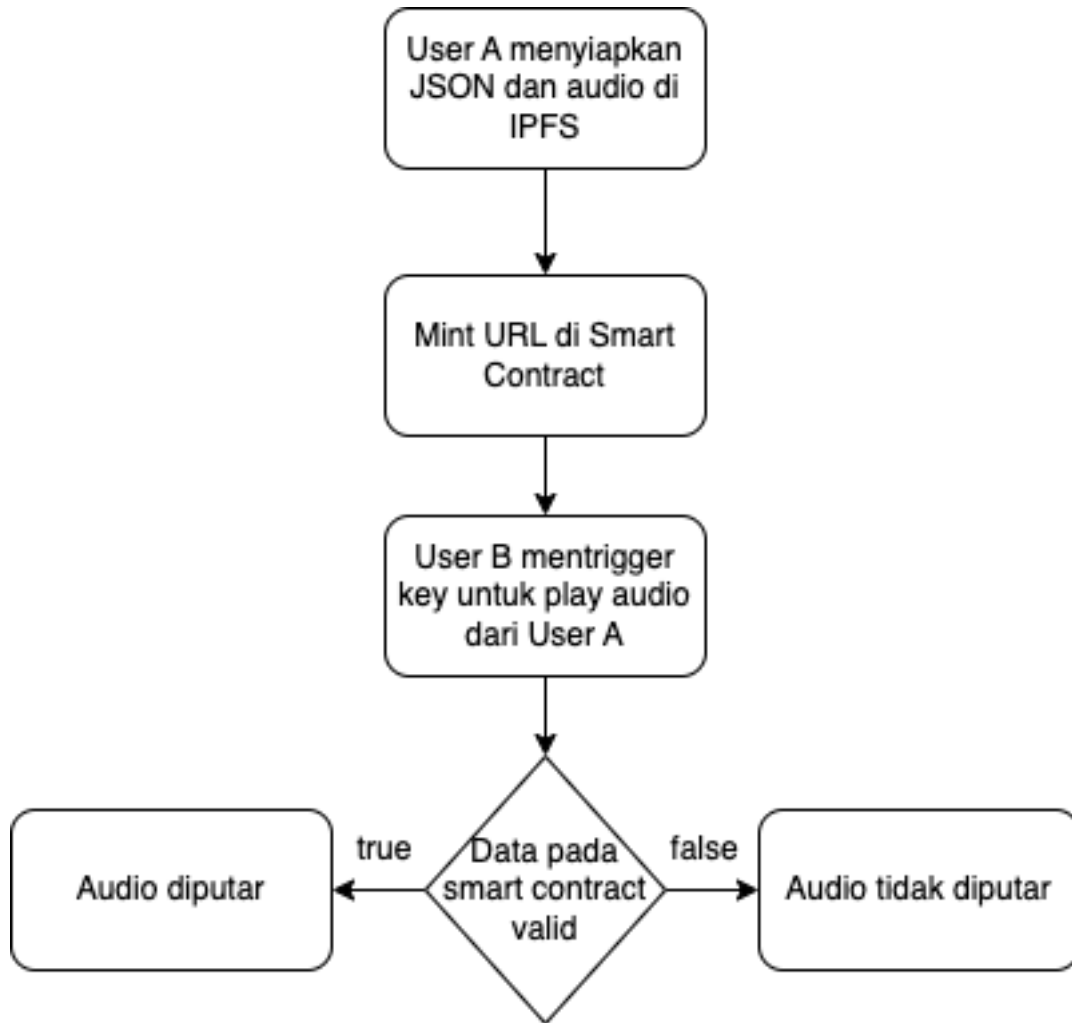 User A menyiapkan
JSON dan audio di
IPFS
Mint URL di Smart
Contract
User B mentrigger
key untuk play audio
dari User A
true
Data pada
smart contract
valid
false
Audio diputar
Audio tidak diputar